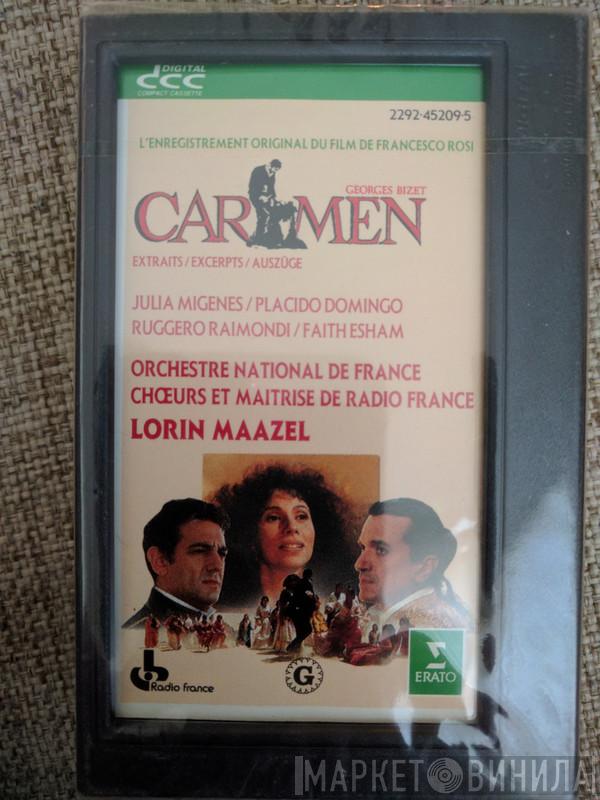 DIGITAL
dcc
COMPACT CASSETTE
2292-45209-5
L'ENREGISTREMENT ORIGINAL DU FILM DE FRANCESCO ROSI
GEORGES BIZET
CARMEN
EXTRAITS / EXCERPTS / AUSZÜGE
JULIA MIGENES / PLACIDO DOMINGO
RUGGERO RAIMONDI / FAITH ESHAM
ORCHESTRE NATIONAL DE FRANCE
CHŒURS ET MAITRISE DE RADIO FRANCE
LORIN MAAZEL
Radio france
G
ERATO
МАРКЕТ ВИНИЛА